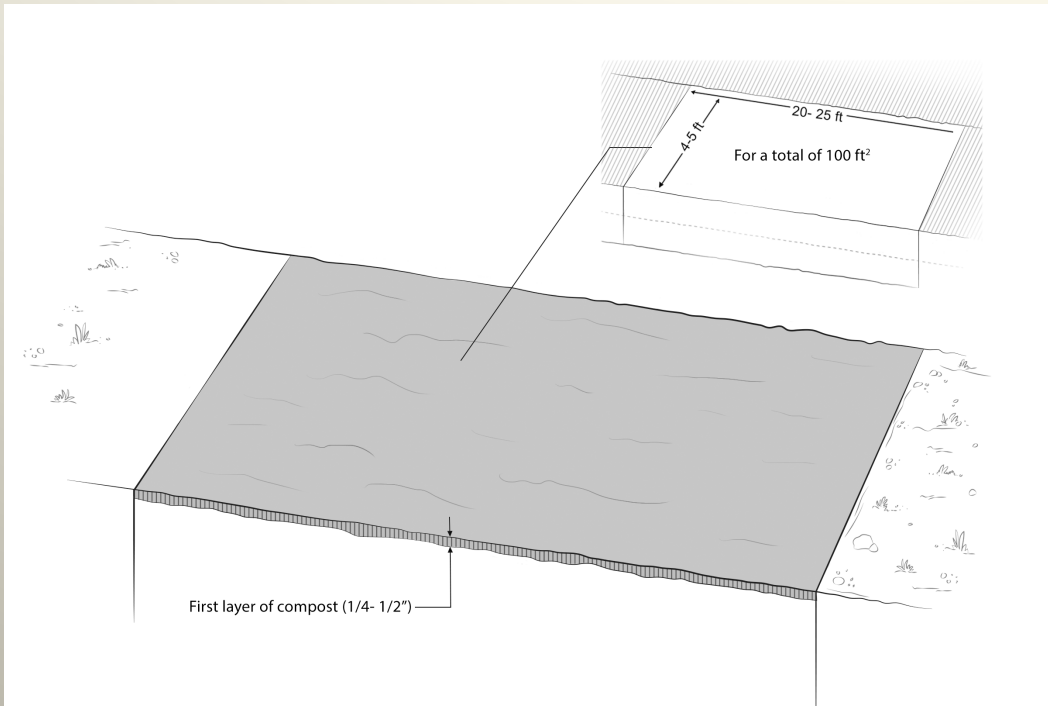 20- 25 ft
4-5 ft
For a total of 100 ft²
First layer of compost (1/4- 1/2")